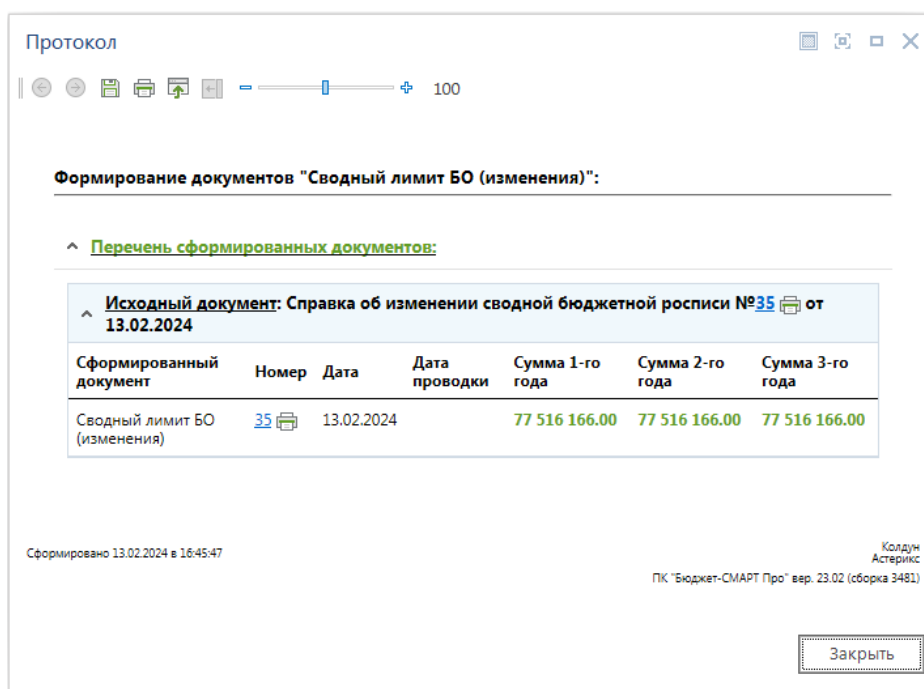 Протокол
100
Формирование документов "Сводный лимит БО (изменения)":
Перечень сформированных документов:
Исходный документ: Справка об изменении сводной бюджетной росписи №35 от
13.02.2024
Сформированный документ Номер Дата Дата проводки Сумма 1-го года Сумма 2-го года Сумма 3-го года
Сводный лимит БО (изменения) 35 13.02.2024 77 516 166.00 77 516 166.00 77 516 166.00
Сформировано 13.02.2024 в 16:45:47
Колдун
Астерикс
ПК "Бюджет-СМАРТ Про" вер. 23.02 (сборка 3481)
Закрыть